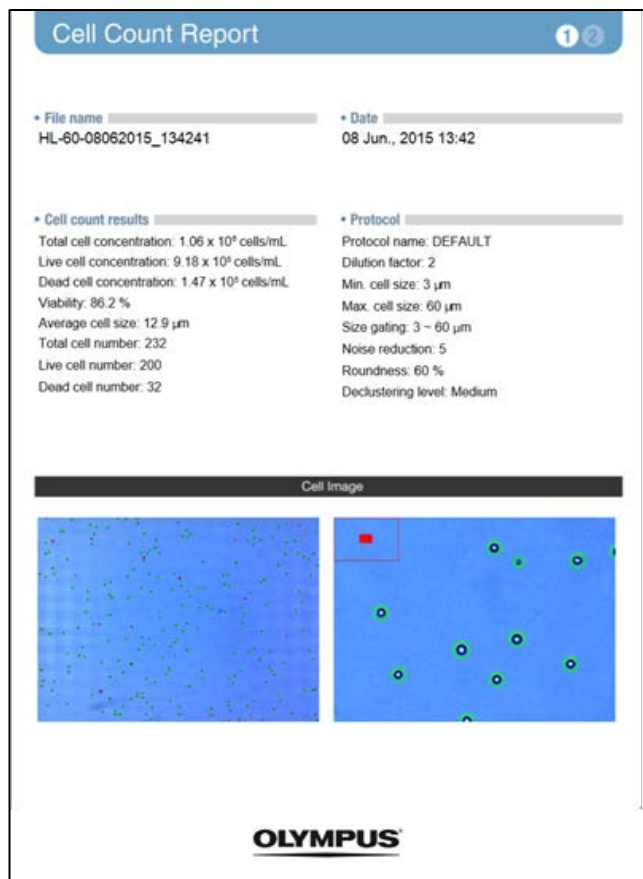 Cell Count Report
1 2
File name
HL-60-08062015_134241
Date
08 Jun., 2015 13:42
Cell count results
Total cell concentration: 1.06 x 10⁶ cells/mL
Live cell concentration: 9.18 x 10⁵ cells/mL
Dead cell concentration: 1.47 x 10⁵ cells/mL
Viability: 86.2 %
Average cell size: 12.9 µm
Total cell number: 232
Live cell number: 200
Dead cell number: 32
Protocol
Protocol name: DEFAULT
Dilution factor: 2
Min. cell size: 3 µm
Max. cell size: 60 µm
Size gating: 3 ~ 60 µm
Noise reduction: 5
Roundness: 60 %
Declustering level: Medium
Cell Image
OLYMPUS